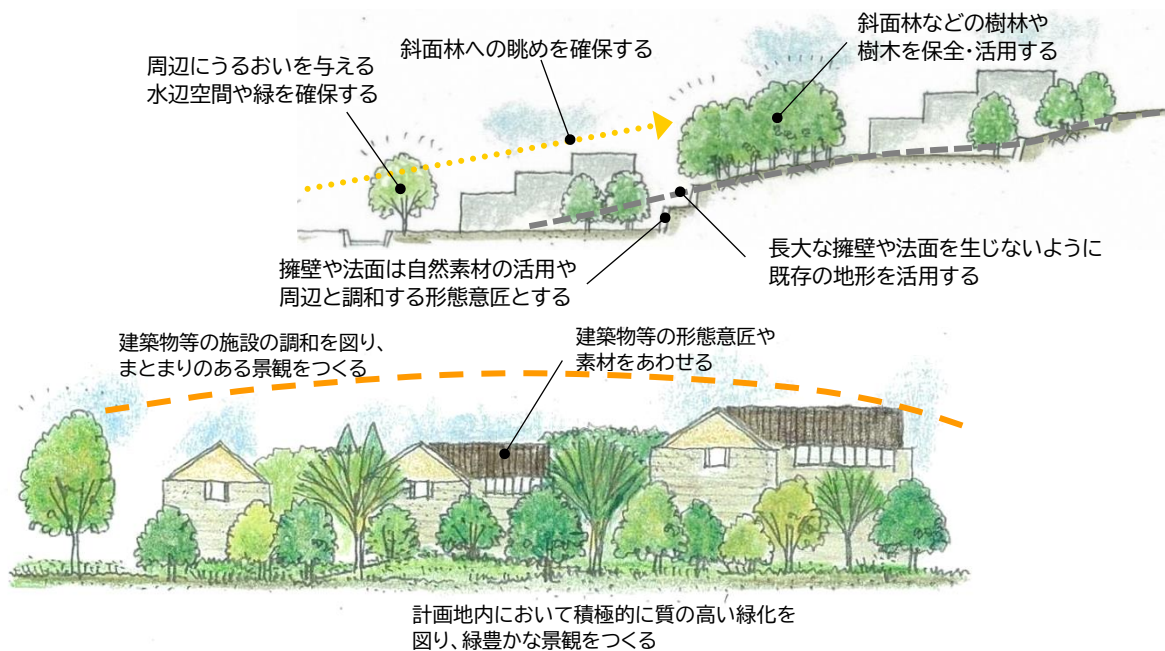 周辺にうるおいを与える
水辺空間や緑を確保する
斜面林への眺めを確保する
斜面林などの樹林や
樹木を保全・活用する
擁壁や法面は自然素材の活用や
周辺と調和する形態意匠とする
長大な擁壁や法面を生じないように
既存の地形を活用する
建築物等の施設の調和を図り、
まとまりのある景観をつくる
建築物等の形態意匠や
素材をあわせる
計画地内において積極的に質の高い緑化を
図り、緑豊かな景観をつくる